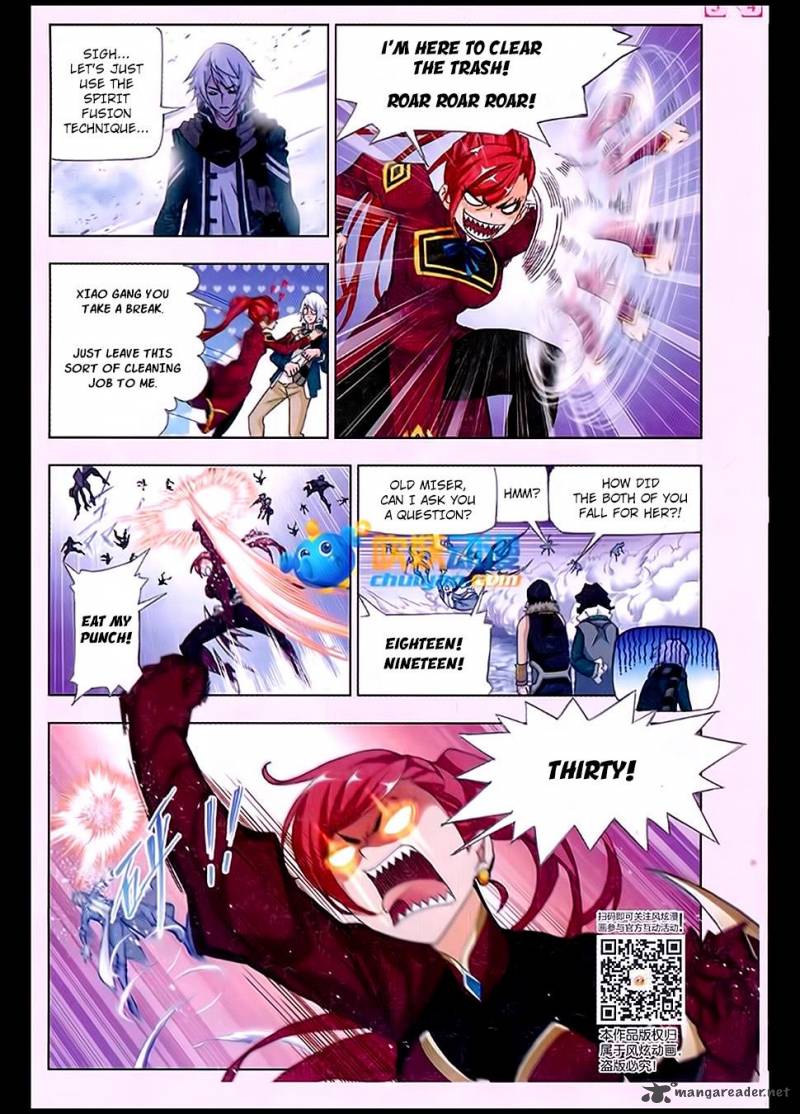 SIGH...
LET'S JUST
USE THE
SPIRIT
FUSION
TECHNIQUE...
I'M HERE TO CLEAR
THE TRASH!
ROAR ROAR ROAR!
XIAO GANG YOU
TAKE A BREAK.
JUST LEAVE THIS
SORT OF CLEANING
JOB TO ME.
EAT MY
PUNCH!
OLD MISER,
CAN I ASK YOU
A QUESTION?
HMM?
HOW DID
THE BOTH OF YOU
FALL FOR HER?!
EIGHTEEN!
NINETEEN!
THIRTY!
砰!!
扫码即可关注风炫漫
画参与官方互动活动.
本作品版权归
属于风炫动画.
盗版必究!
mangareader.net